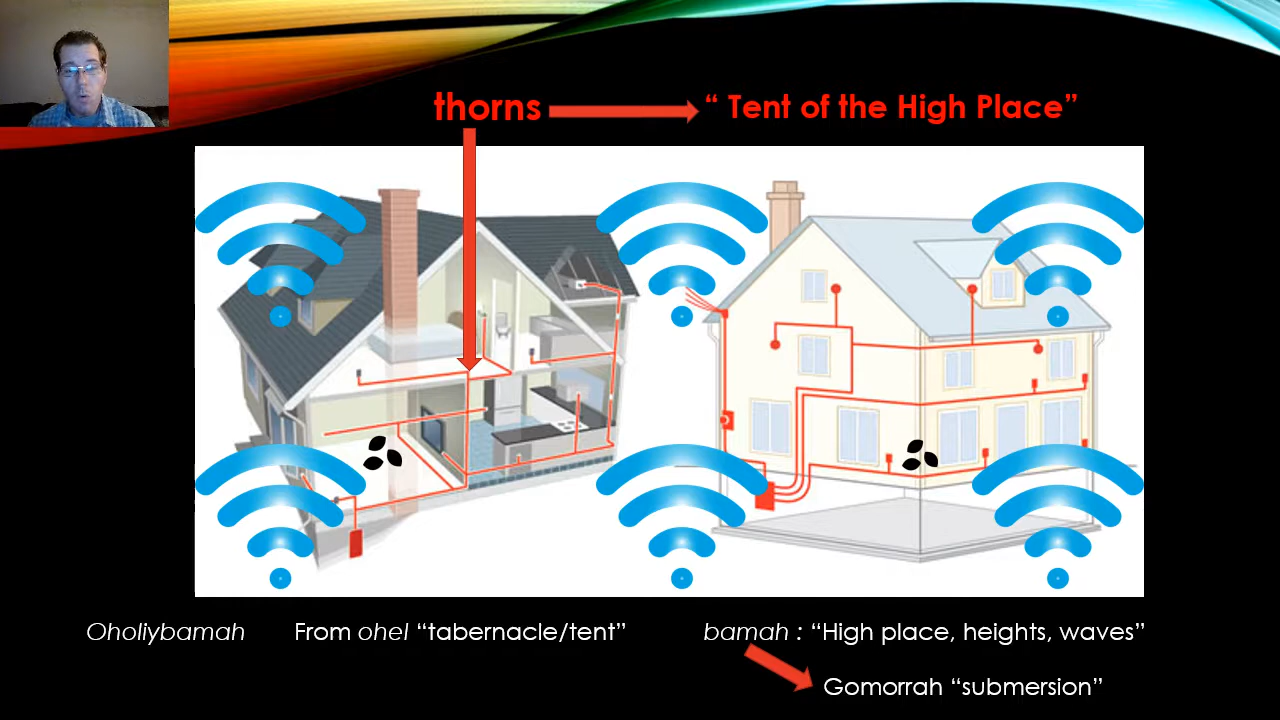 thorns “ Tent of the High Place”
Oholiybamah From ohel “tabernacle/tent” bamah : “High place, heights, waves”
Gomorrah “submersion”